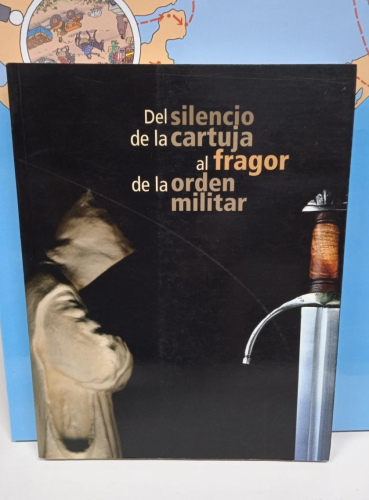 Del silencio
de la cartuja
al fragor
de la orden
militar